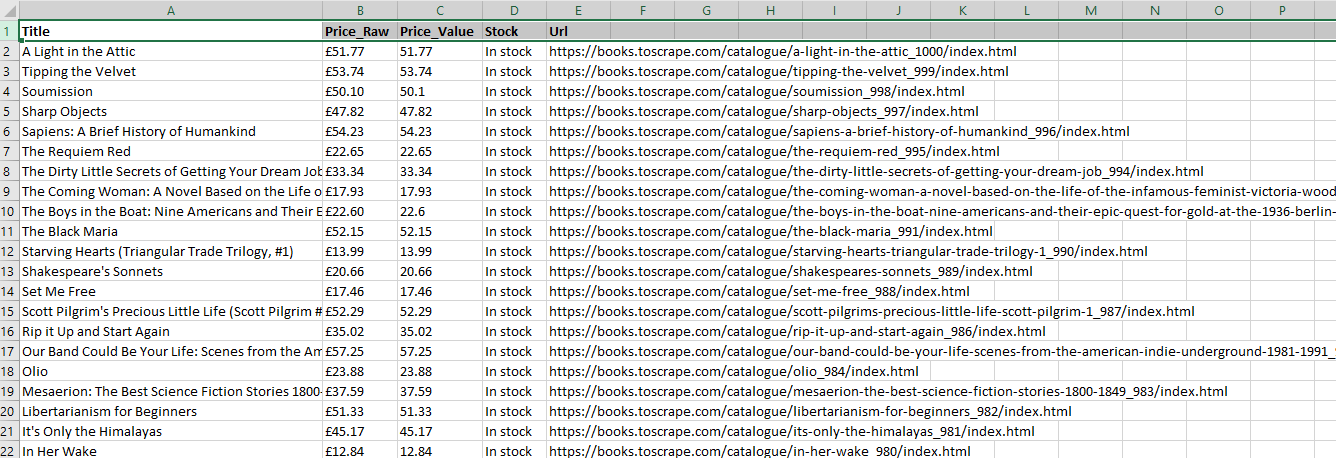 A B C D E F G H I J K L M N O P
1 Title Price_Raw Price_Value Stock Url
2 A Light in the Attic £51.77 51.77 In stock https://books.toscrape.com/catalogue/a-light-in-the-attic_1000/index.html
3 Tipping the Velvet £53.74 53.74 In stock https://books.toscrape.com/catalogue/tipping-the-velvet_999/index.html
4 Soumission £50.10 50.1 In stock https://books.toscrape.com/catalogue/soumission_998/index.html
5 Sharp Objects £47.82 47.82 In stock https://books.toscrape.com/catalogue/sharp-objects_997/index.html
6 Sapiens: A Brief History of Humankind £54.23 54.23 In stock https://books.toscrape.com/catalogue/sapiens-a-brief-history-of-humankind_996/index.html
7 The Requiem Red £22.65 22.65 In stock https://books.toscrape.com/catalogue/the-requiem-red_995/index.html
8 The Dirty Little Secrets of Getting Your Dream Job £33.34 33.34 In stock https://books.toscrape.com/catalogue/the-dirty-little-secrets-of-getting-your-dream-job_994/index.html
9 The Coming Woman: A Novel Based on the Life o £17.93 17.93 In stock https://books.toscrape.com/catalogue/the-coming-woman-a-novel-based-on-the-life-of-the-infamous-feminist-victoria-wood
10 The Boys in the Boat: Nine Americans and Their E £22.60 22.6 In stock https://books.toscrape.com/catalogue/the-boys-in-the-boat-nine-americans-and-their-epic-quest-for-gold-at-the-1936-berlin-
11 The Black Maria £52.15 52.15 In stock https://books.toscrape.com/catalogue/the-black-maria_991/index.html
12 Starving Hearts (Triangular Trade Trilogy, #1) £13.99 13.99 In stock https://books.toscrape.com/catalogue/starving-hearts-triangular-trade-trilogy-1_990/index.html
13 Shakespeare's Sonnets £20.66 20.66 In stock https://books.toscrape.com/catalogue/shakespeares-sonnets_989/index.html
14 Set Me Free £17.46 17.46 In stock https://books.toscrape.com/catalogue/set-me-free_988/index.html
15 Scott Pilgrim's Precious Little Life (Scott Pilgrim # £52.29 52.29 In stock https://books.toscrape.com/catalogue/scott-pilgrims-precious-little-life-scott-pilgrim-1_987/index.html
16 Rip it Up and Start Again £35.02 35.02 In stock https://books.toscrape.com/catalogue/rip-it-up-and-start-again_986/index.html
17 Our Band Could Be Your Life: Scenes from the Am £57.25 57.25 In stock https://books.toscrape.com/catalogue/our-band-could-be-your-life-scenes-from-the-american-indie-underground-1981-1991_
18 Olio £23.88 23.88 In stock https://books.toscrape.com/catalogue/olio_984/index.html
19 Mesaerion: The Best Science Fiction Stories 1800- £37.59 37.59 In stock https://books.toscrape.com/catalogue/mesaerion-the-best-science-fiction-stories-1800-1849_983/index.html
20 Libertarianism for Beginners £51.33 51.33 In stock https://books.toscrape.com/catalogue/libertarianism-for-beginners_982/index.html
21 It's Only the Himalayas £45.17 45.17 In stock https://books.toscrape.com/catalogue/its-only-the-himalayas_981/index.html
22 In Her Wake £12.84 12.84 In stock https://books.toscrape.com/catalogue/in-her-wake_980/index.html